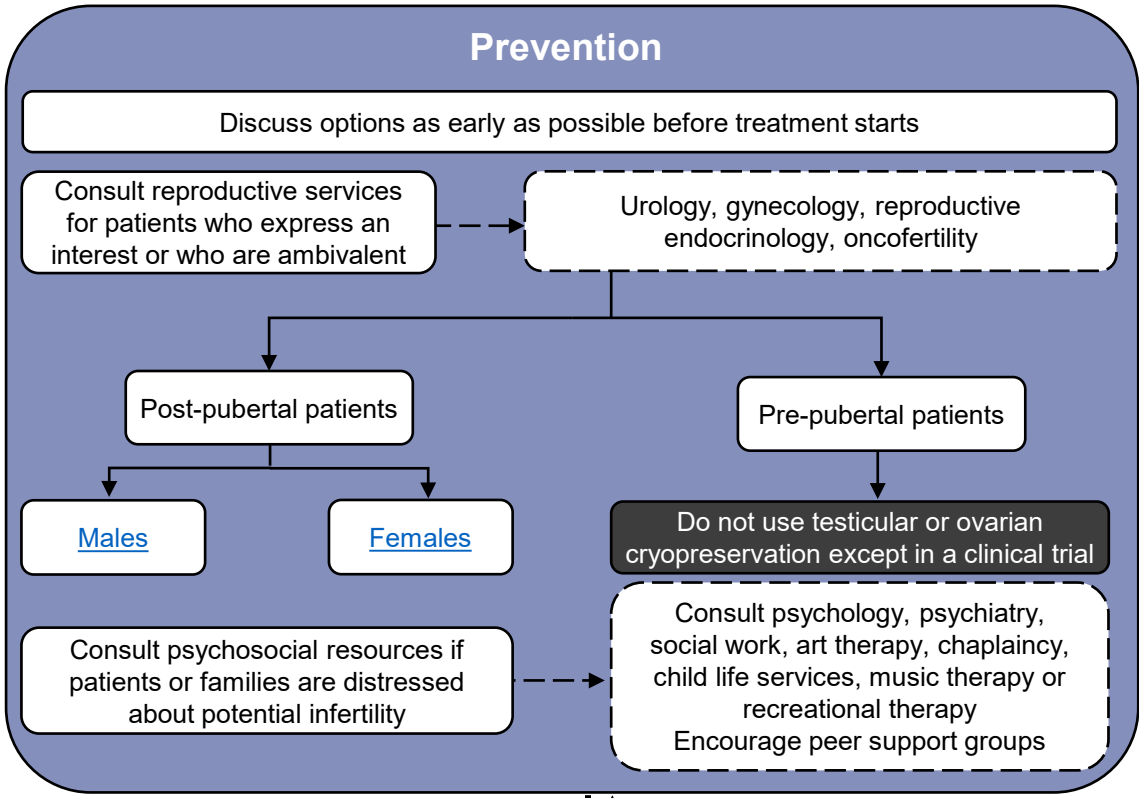 Prevention
Discuss options as early as possible before treatment starts
Consult reproductive services
for patients who express an
interest or who are ambivalent
Urology, gynecology, reproductive
endocrinology, oncofertility
Post-pubertal patients
Pre-pubertal patients
Males
Females
Do not use testicular or ovarian
cryopreservation except in a clinical trial
Consult psychosocial resources if
patients or families are distressed
about potential infertility
Consult psychology, psychiatry,
social work, art therapy, chaplaincy,
child life services, music therapy or
recreational therapy
Encourage peer support groups